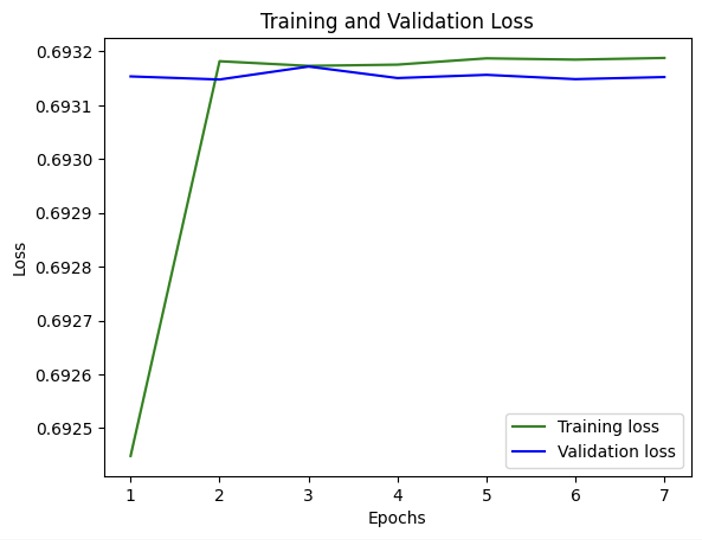 Training and Validation Loss
0.6932
0.6931
0.6930
0.6929
0.6928
0.6927
0.6926
0.6925
Loss
Training loss
Validation loss
1 2 3 4 5 6 7
Epochs